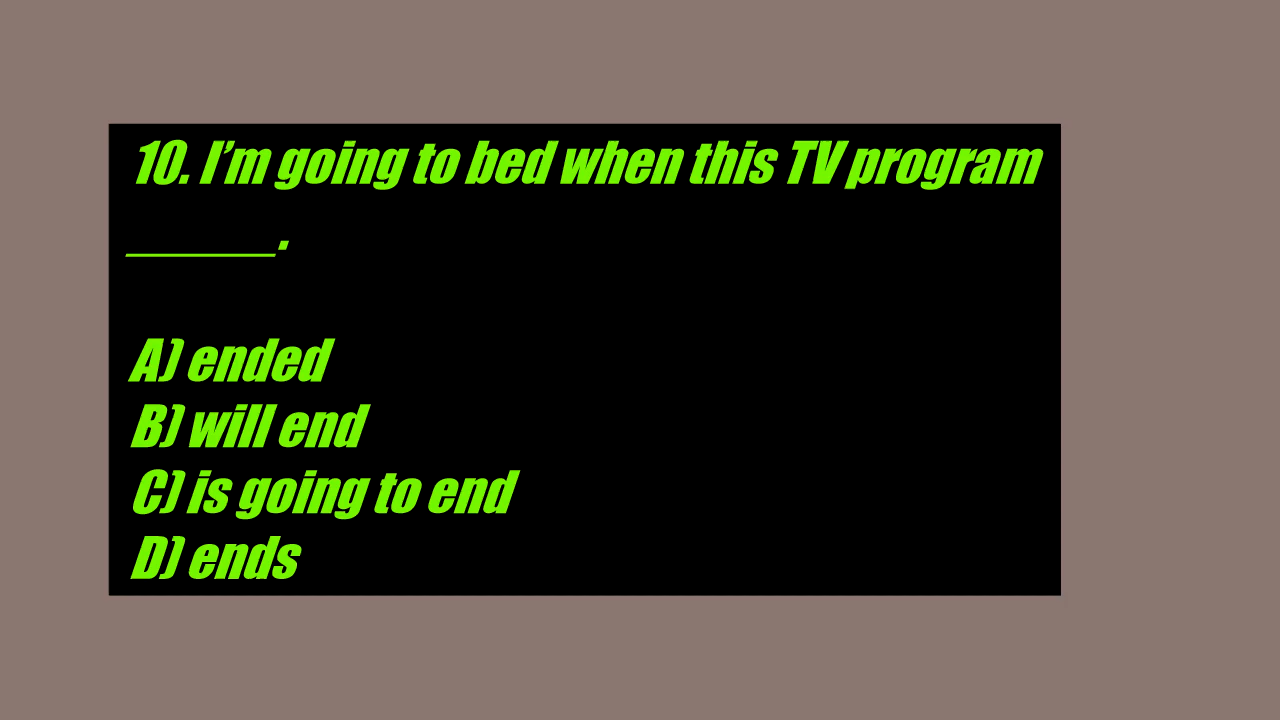 10. I’m going to bed when this TV program
______.
A) ended
B) will end
C) is going to end
D) ends